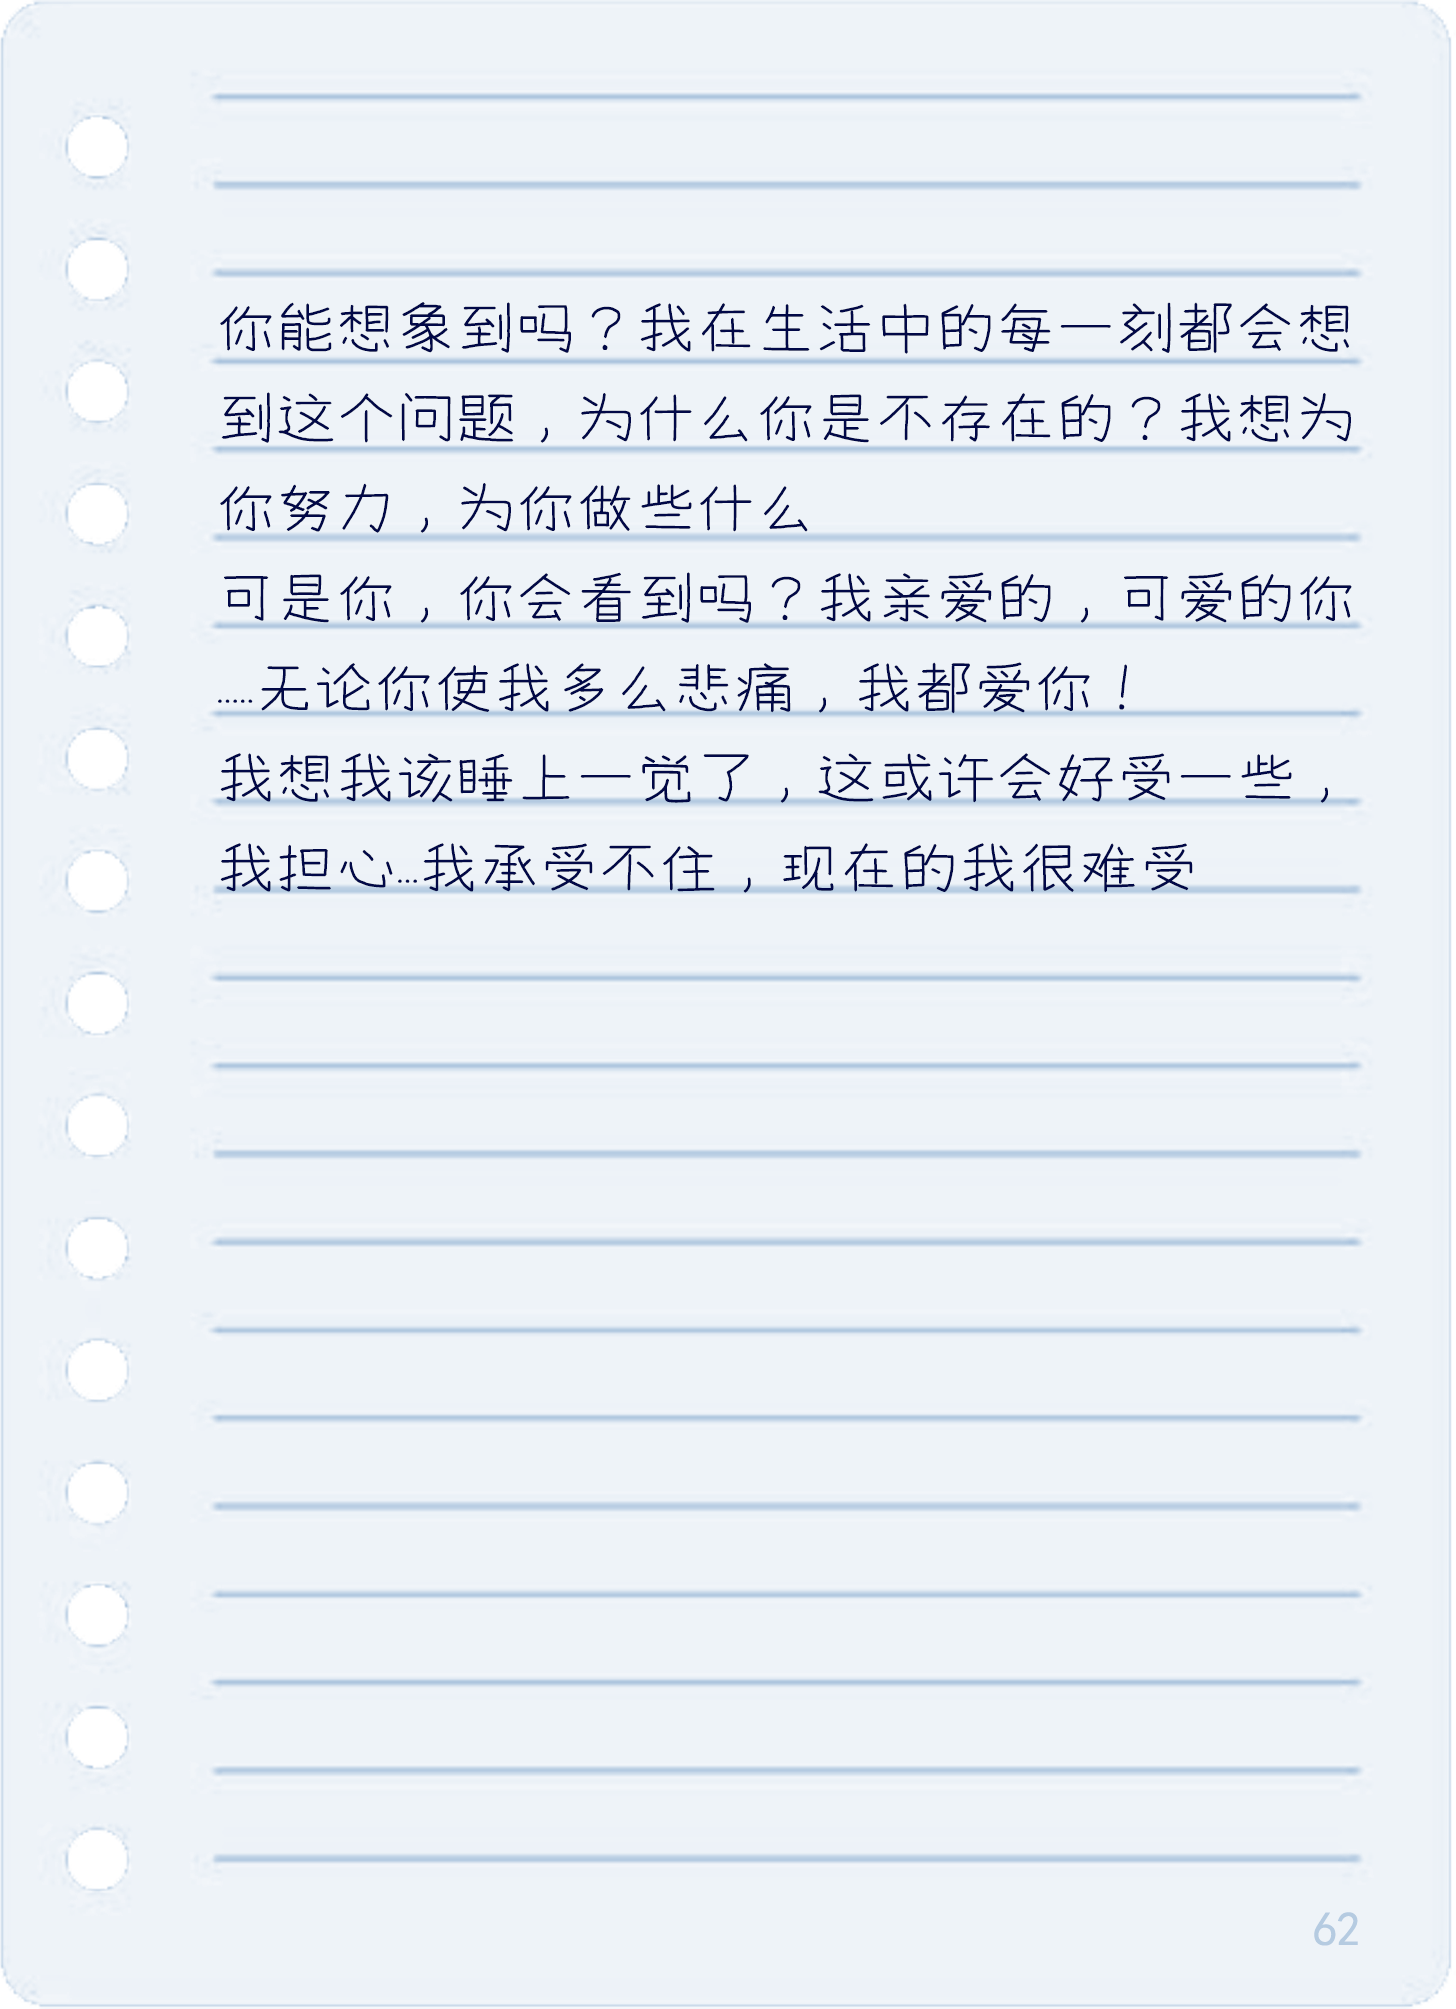 你能想象到吗？我在生活中的每一刻都会想
到这个问题，为什么你是不存在的？我想为
你努力，为你做些什么
可是你，你会看到吗？我亲爱的，可爱的你
.....无论你使我多么悲痛，我都爱你！
我想我该睡上一觉了，这或许会好受一些，
我担心...我承受不住，现在的我很难受
62